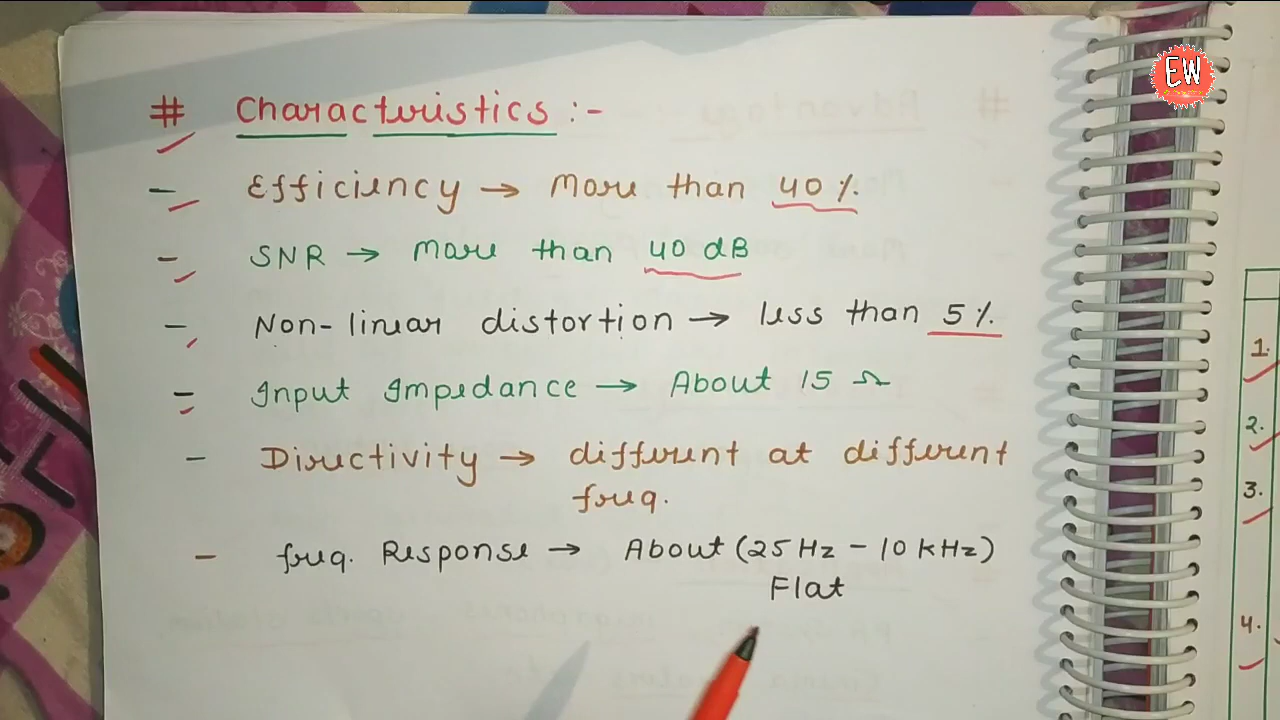 EW
# Characteristics :-
- Efficiency → More than 40 %.
- SNR → More than 40 dB
- Non-linear distortion → less than 5 %.
- Input Impedance → About 15 Ω
- Directivity → different at different
freq.
- freq. Response → About (25 Hz - 10 kHz)
Flat
1.
2.
3.
4.